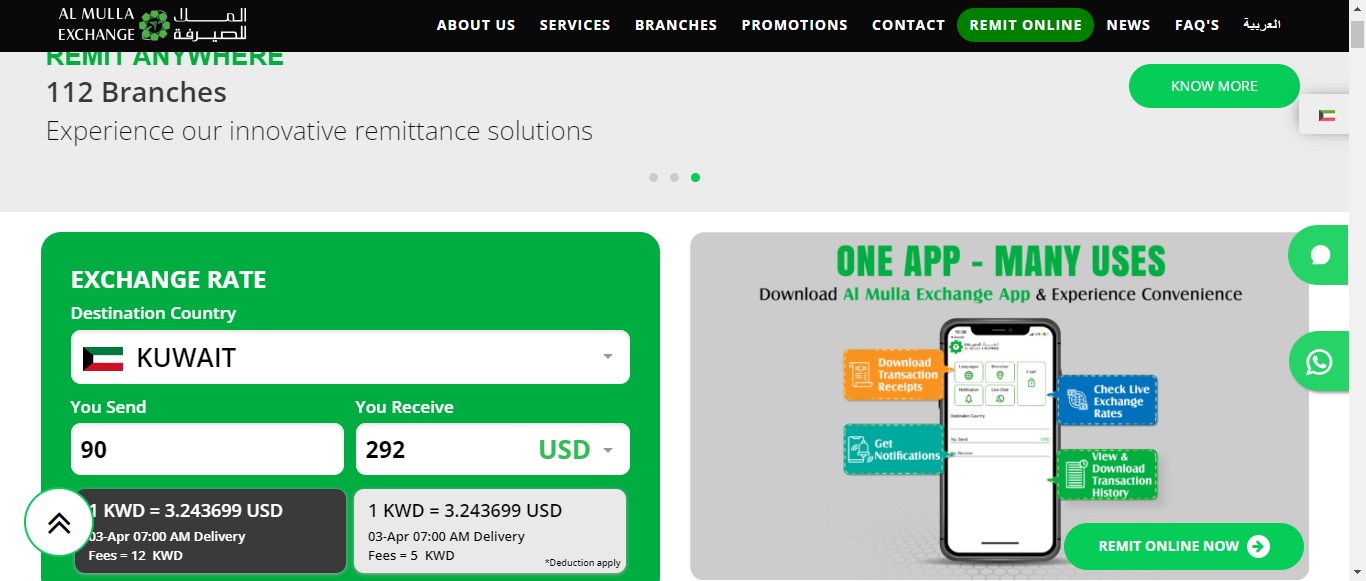 AL MULLA
EXCHANGE
المــــلا
للصيرفة
ABOUT US
SERVICES
BRANCHES
PROMOTIONS
CONTACT
REMIT ONLINE
NEWS
FAQ'S
العربية
REMIT ANYWHERE
112 Branches
Experience our innovative remittance solutions
KNOW MORE
EXCHANGE RATE
Destination Country
KUWAIT
You Send
You Receive
90
292 USD
1 KWD = 3.243699 USD
03-Apr 07:00 AM Delivery
Fees = 12 KWD
1 KWD = 3.243699 USD
03-Apr 07:00 AM Delivery
Fees = 5 KWD
*Deduction apply
ONE APP - MANY USES
Download Al Mulla Exchange App & Experience Convenience
Download
Transaction
Receipts
Get
Notifications
Languages
Branches
Login
Notification
Live Chat
Destination Country
You Send
You Receive
Check Live
Exchange
Rates
View &
Download
Transaction
History
REMIT ONLINE NOW